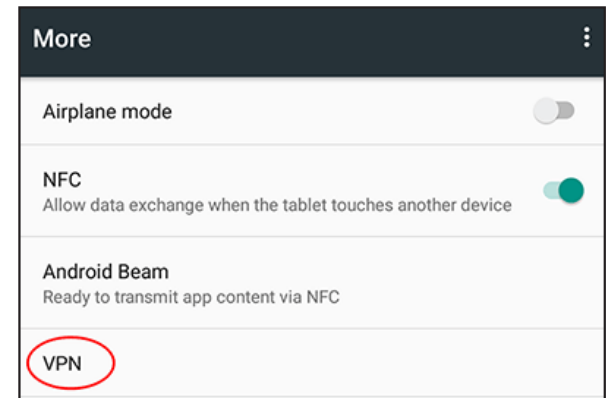 More
Airplane mode
NFC
Allow data exchange when the tablet touches another device
Android Beam
Ready to transmit app content via NFC
VPN